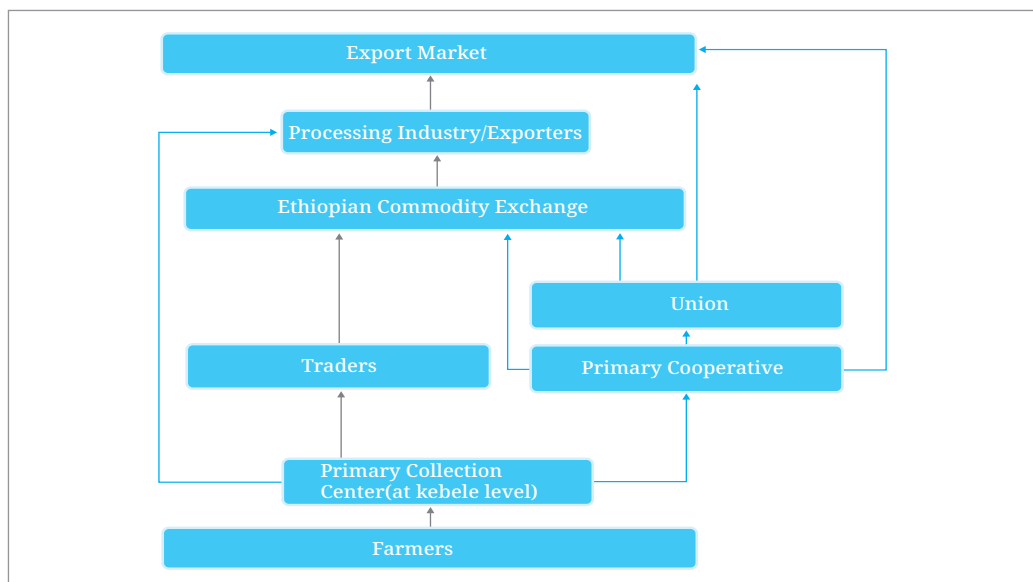 Export Market
Processing Industry/Exporters
Ethiopian Commodity Exchange
Union
Traders
Primary Cooperative
Primary Collection
Center(at kebele level)
Farmers